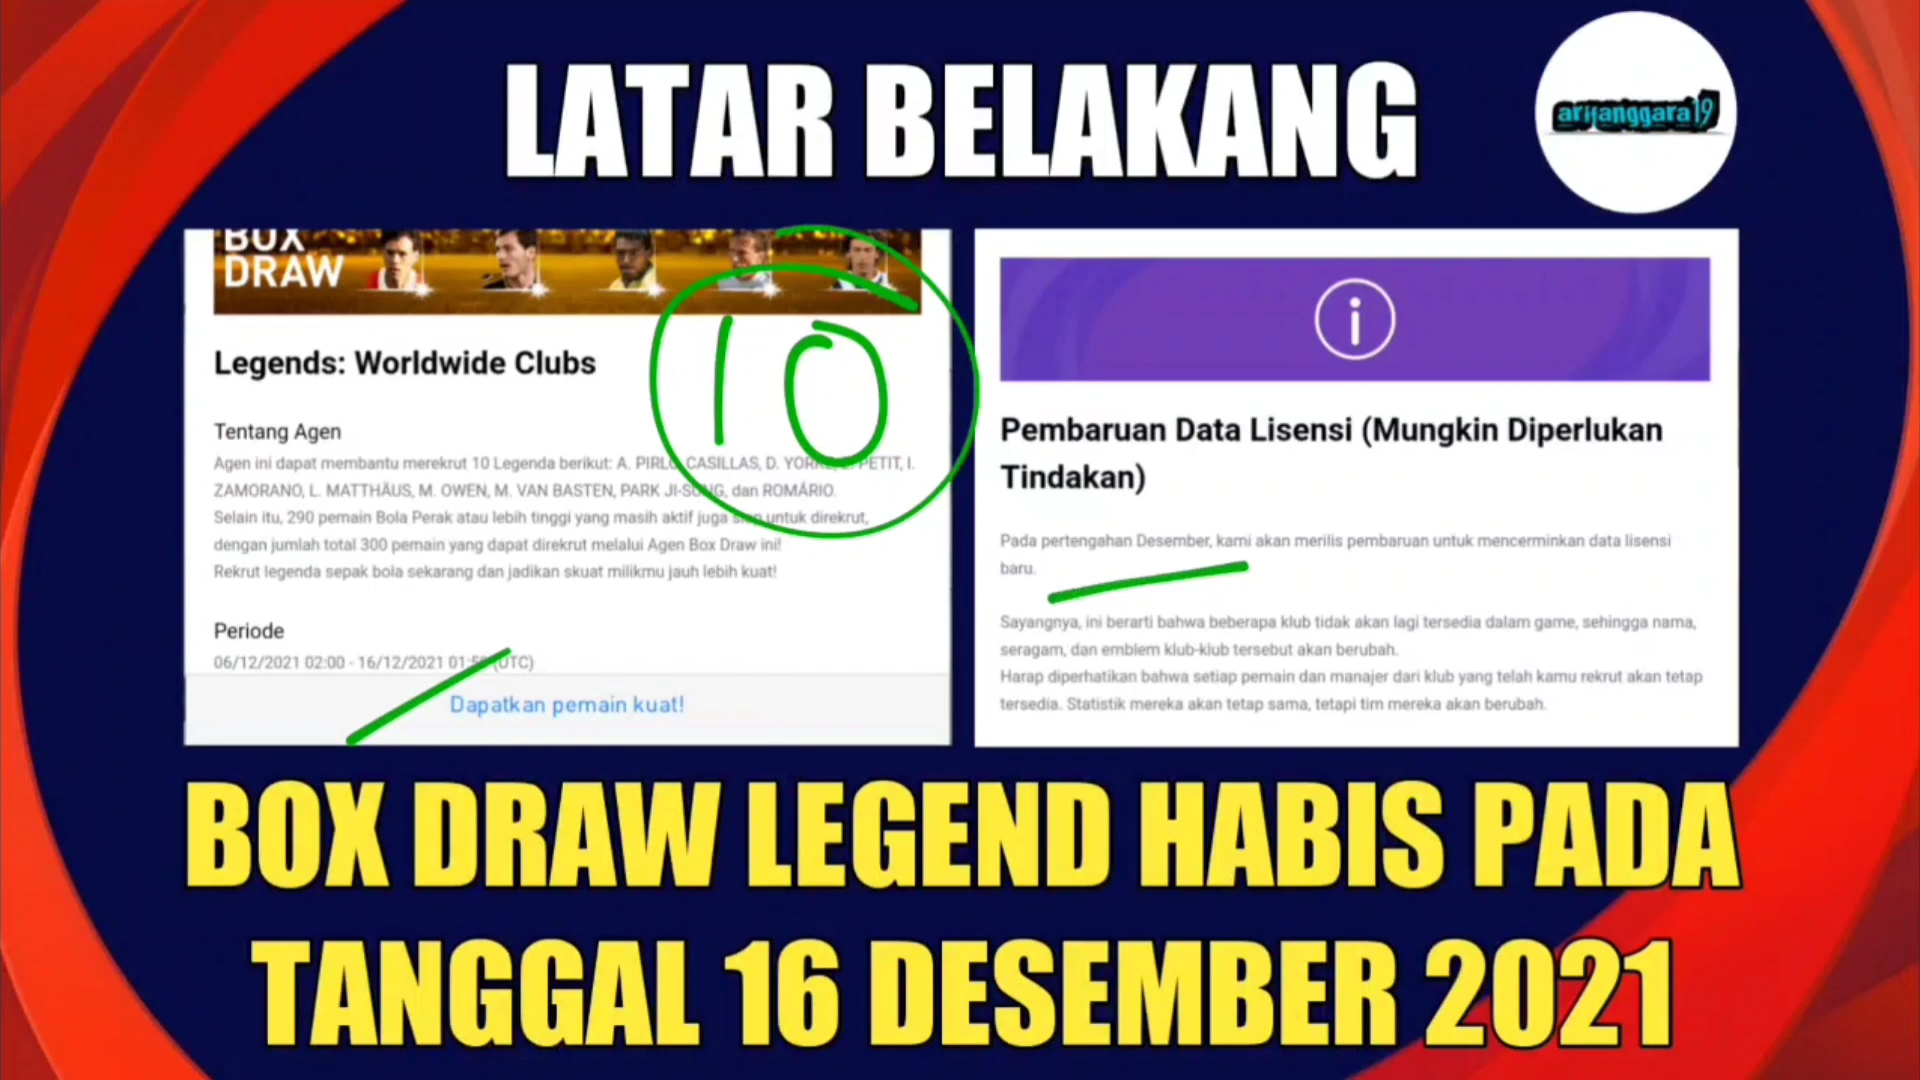 LATAR BELAKANG
ariianggara19
BOX
DRAW
10
Legends: Worldwide Clubs
Tentang Agen
Agen ini dapat membantu merekrut 10 Legenda berikut: A. PIRLO, CASILLAS, D. YORKE, PETIT, I.
ZAMORANO, L. MATTHÄUS, M. OWEN, M. VAN BASTEN, PARK JI-SUNG, dan ROMÁRIO.
Selain itu, 290 pemain Bola Perak atau lebih tinggi yang masih aktif juga siap untuk direkrut,
dengan jumlah total 300 pemain yang dapat direkrut melalui Agen Box Draw ini!
Rekrut legenda sepak bola sekarang dan jadikan skuat milikmu jauh lebih kuat!
Periode
06/12/2021 02:00 - 16/12/2021 01:59 (UTC)
Dapatkan pemain kuat!
i
Pembaruan Data Lisensi (Mungkin Diperlukan
Tindakan)
Pada pertengahan Desember, kami akan merilis pembaruan untuk mencerminkan data lisensi
baru.
Sayangnya, ini berarti bahwa beberapa klub tidak akan lagi tersedia dalam game, sehingga nama,
seragam, dan emblem klub-klub tersebut akan berubah.
Harap diperhatikan bahwa setiap pemain dan manajer dari klub yang telah kamu rekrut akan tetap
tersedia. Statistik mereka akan tetap sama, tetapi tim mereka akan berubah.
BOX DRAW LEGEND HABIS PADA
TANGGAL 16 DESEMBER 2021